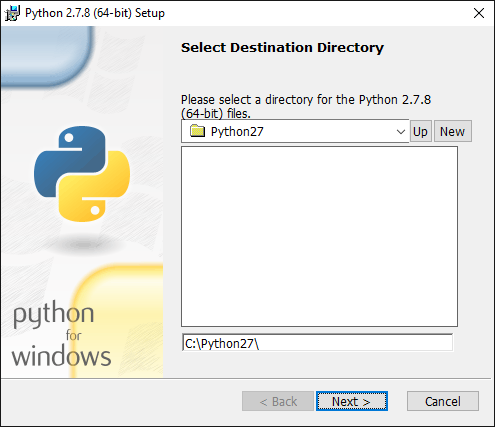 Python 2.7.8 (64-bit) Setup
Select Destination Directory
Please select a directory for the Python 2.7.8
(64-bit) files.
Python27
Up New
C:\Python27\
python
for
windows
< Back Next > Cancel